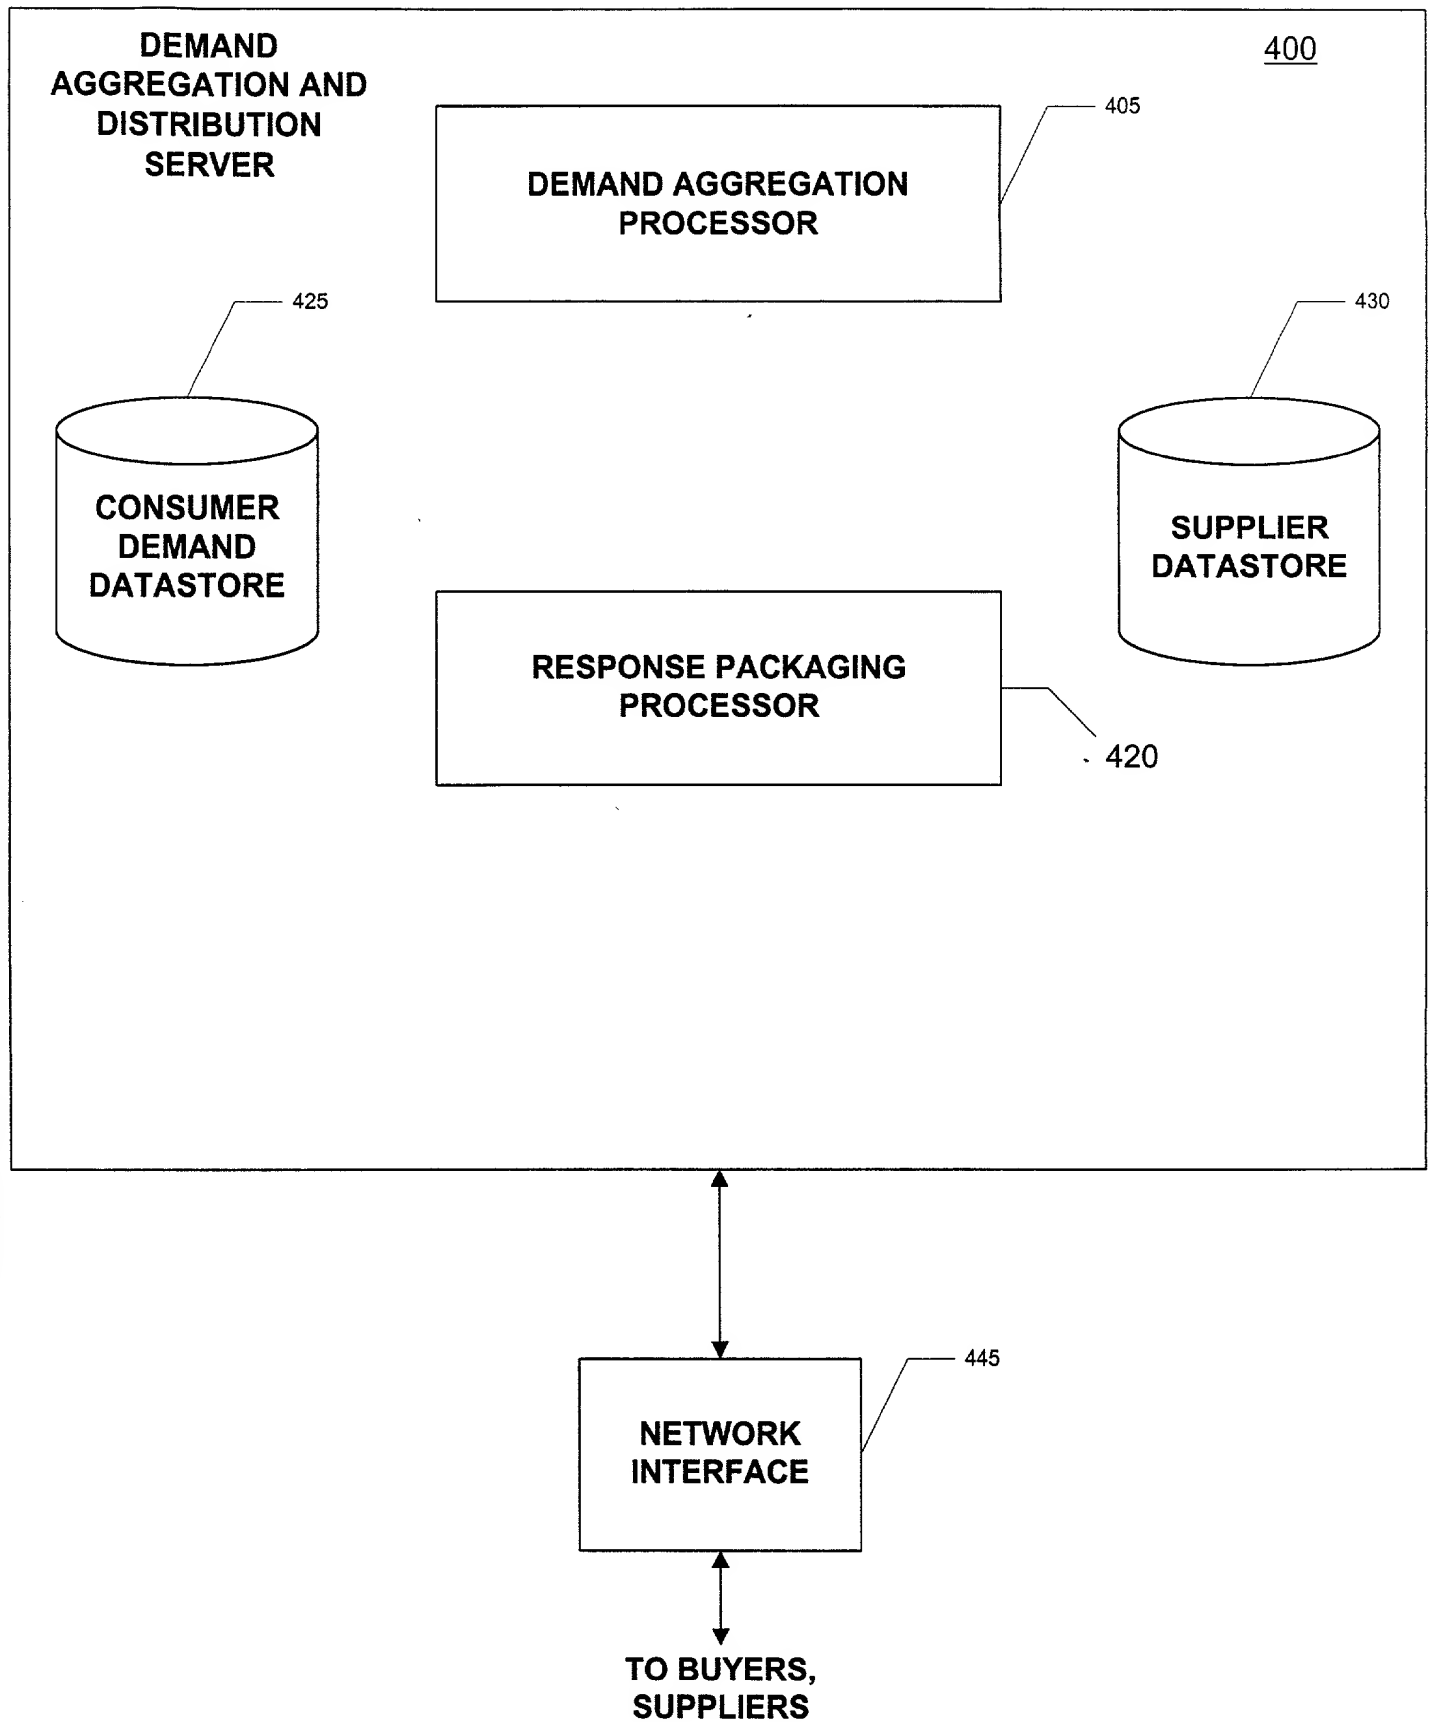 DEMAND
AGGREGATION AND
DISTRIBUTION
SERVER
400
405
DEMAND AGGREGATION
PROCESSOR
425
430
CONSUMER
DEMAND
DATASTORE
SUPPLIER
DATASTORE
RESPONSE PACKAGING
PROCESSOR
420
445
NETWORK
INTERFACE
TO BUYERS,
SUPPLIERS